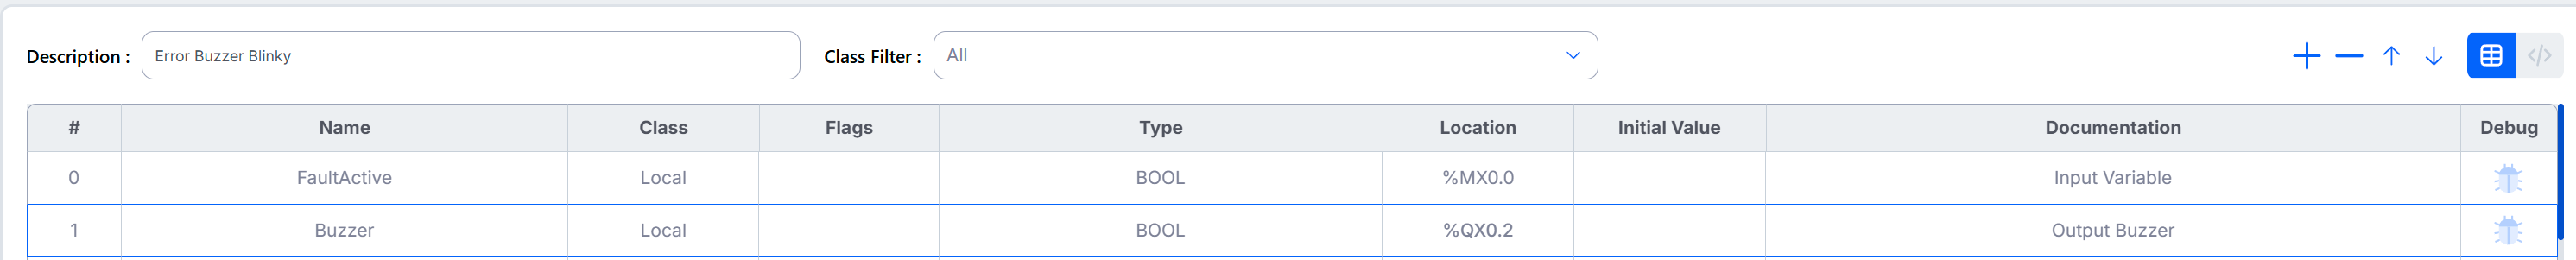 Description : Error Buzzer Blinky Class Filter : All
# Name Class Flags Type Location Initial Value Documentation Debug
0 FaultActive Local BOOL %MX0.0 Input Variable
1 Buzzer Local BOOL %QX0.2 Output Buzzer